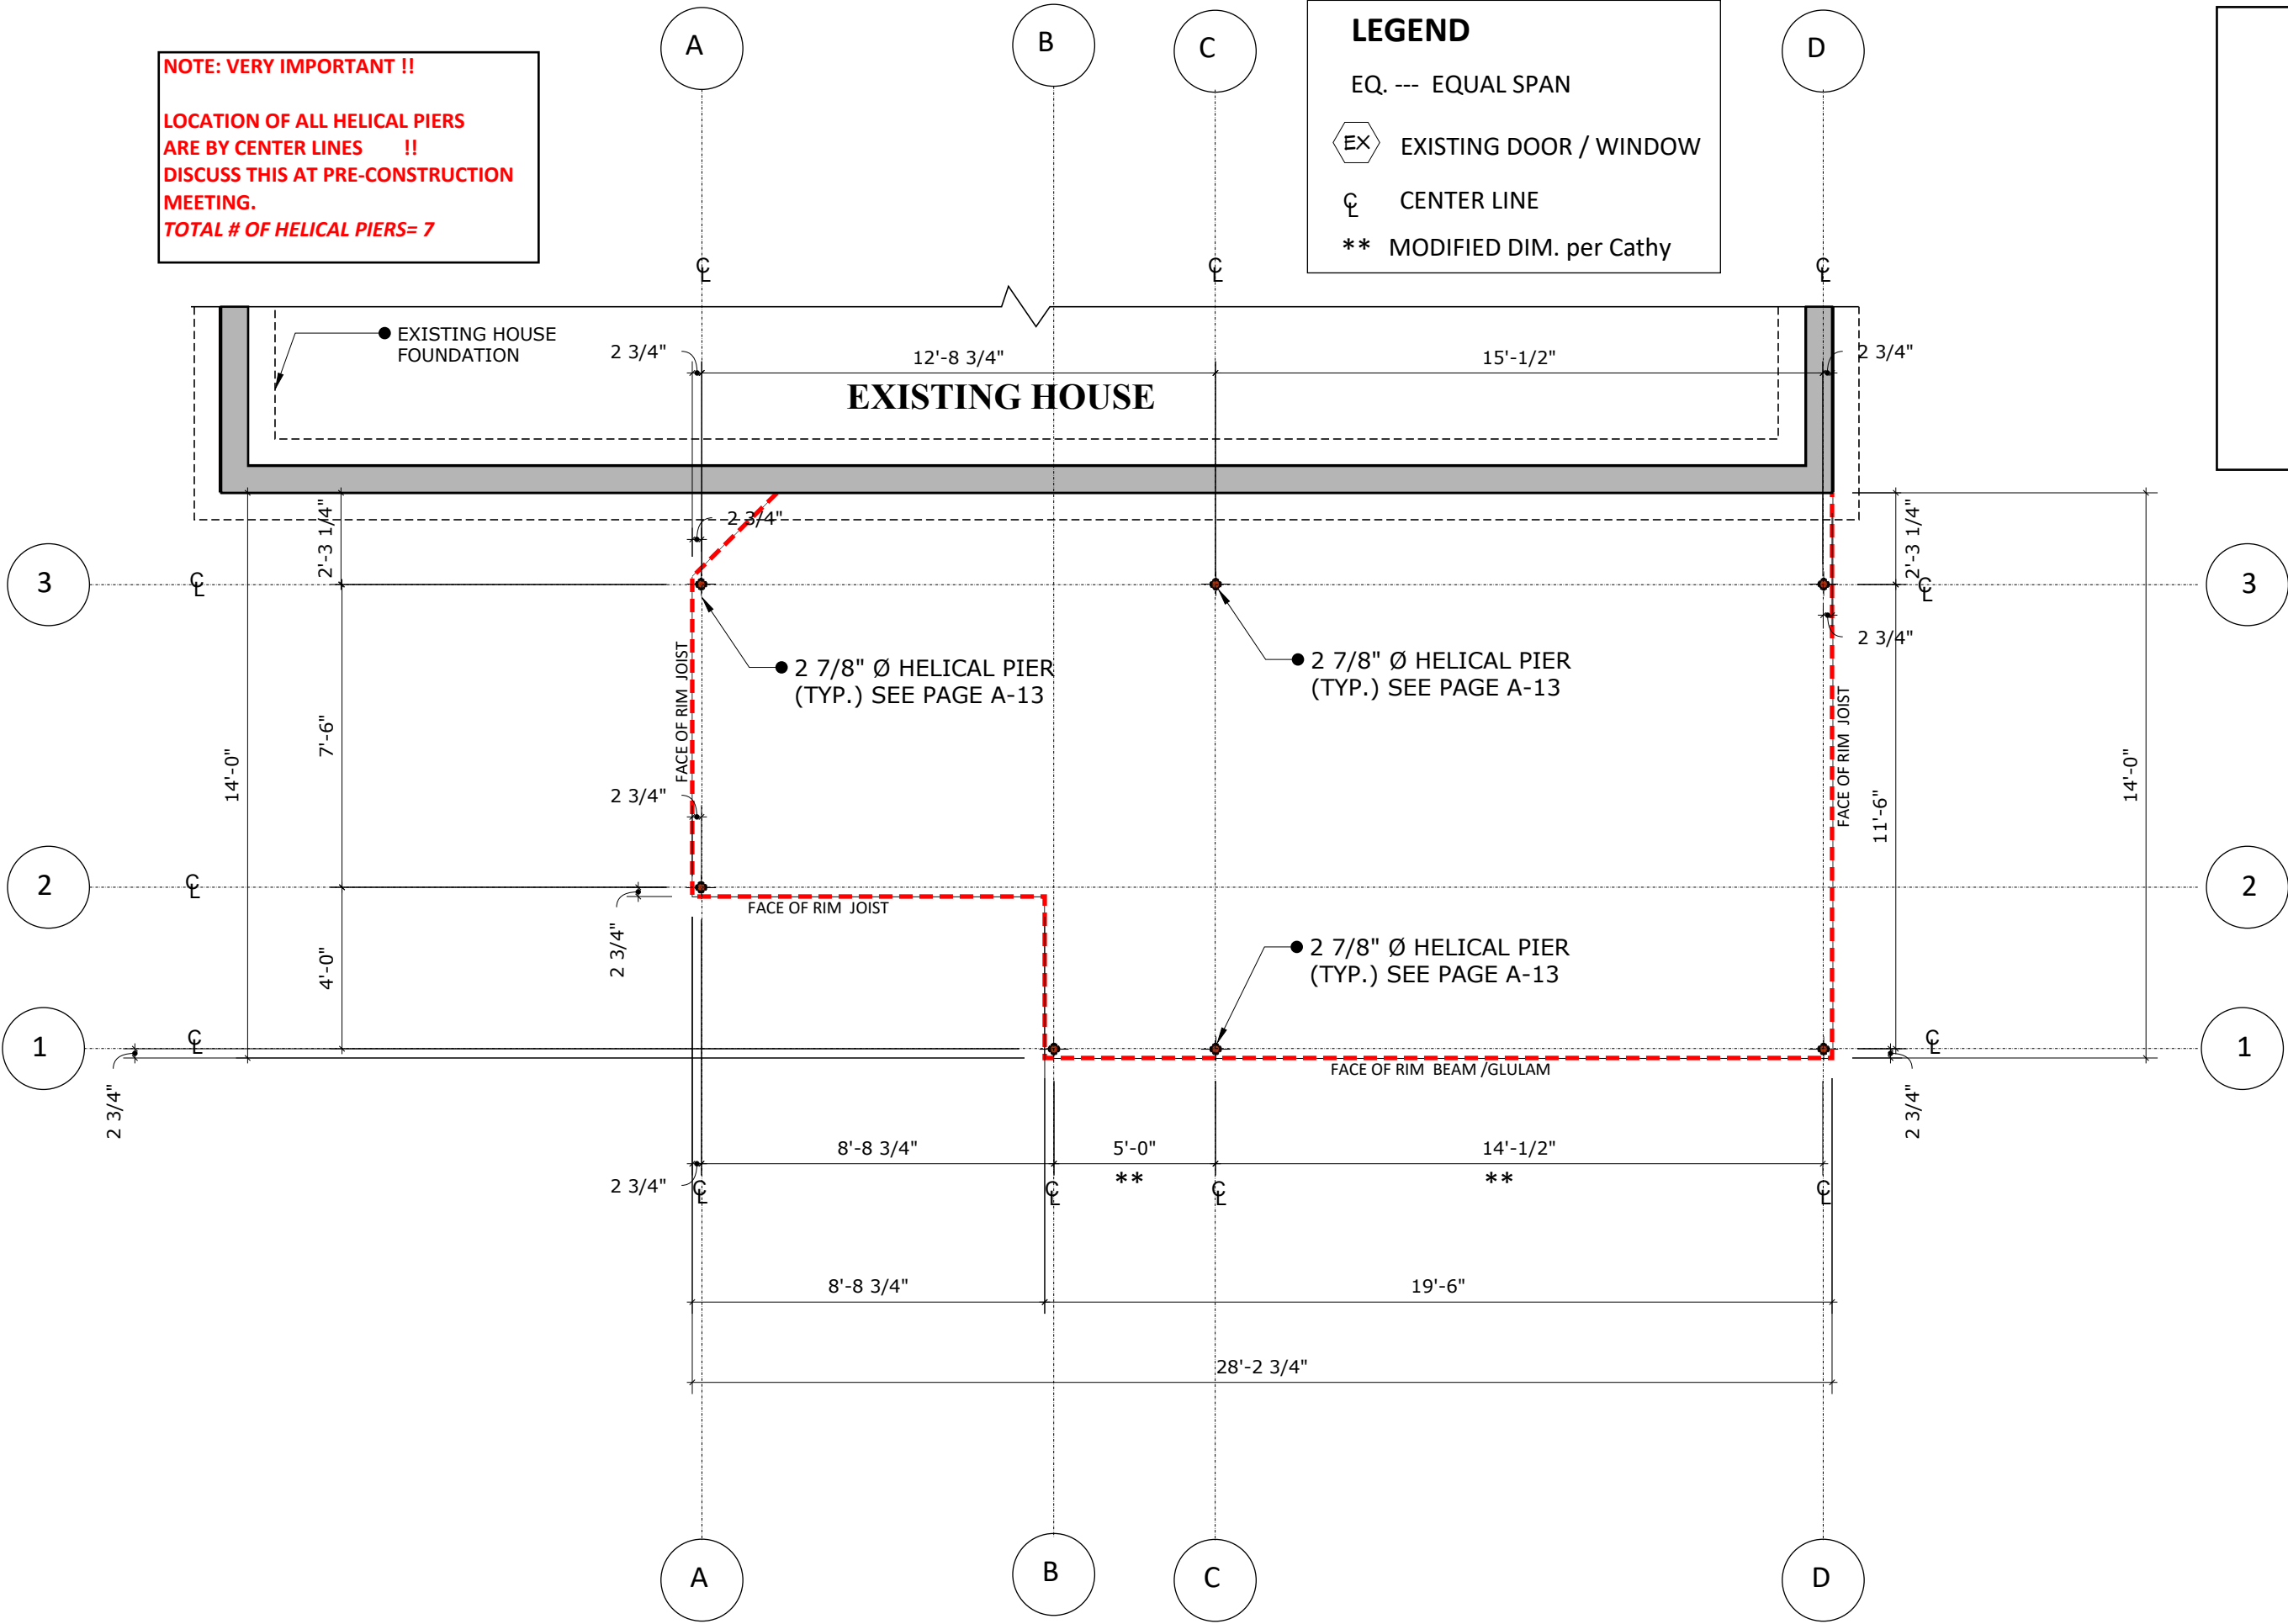 A
B
C
D
NOTE: VERY IMPORTANT !!
LOCATION OF ALL HELICAL PIERS
ARE BY CENTER LINES !!
DISCUSS THIS AT PRE-CONSTRUCTION
MEETING.
TOTAL # OF HELICAL PIERS= 7
LEGEND
EQ. --- EQUAL SPAN
EX EXISTING DOOR / WINDOW
℄ CENTER LINE
** MODIFIED DIM. per Cathy
℄
℄
℄
EXISTING HOUSE
FOUNDATION
2 3/4"
12'-8 3/4"
15'-1/2"
2 3/4"
EXISTING HOUSE
2'-3 1/4"
2 3/4"
2'-3 1/4"
3
℄
℄
3
2 3/4"
2 7/8" Ø HELICAL PIER
(TYP.) SEE PAGE A-13
2 7/8" Ø HELICAL PIER
(TYP.) SEE PAGE A-13
FACE OF RIM JOIST
FACE OF RIM JOIST
7'-6"
14'-0"
2 3/4"
11'-6"
14'-0"
2
℄
2
FACE OF RIM JOIST
2 3/4"
4'-0"
2 7/8" Ø HELICAL PIER
(TYP.) SEE PAGE A-13
1
℄
℄
1
FACE OF RIM BEAM /GLULAM
2 3/4"
2 3/4"
8'-8 3/4"
5'-0"
14'-1/2"
**
**
2 3/4"
℄
℄
℄
℄
8'-8 3/4"
19'-6"
28'-2 3/4"
A
B
C
D